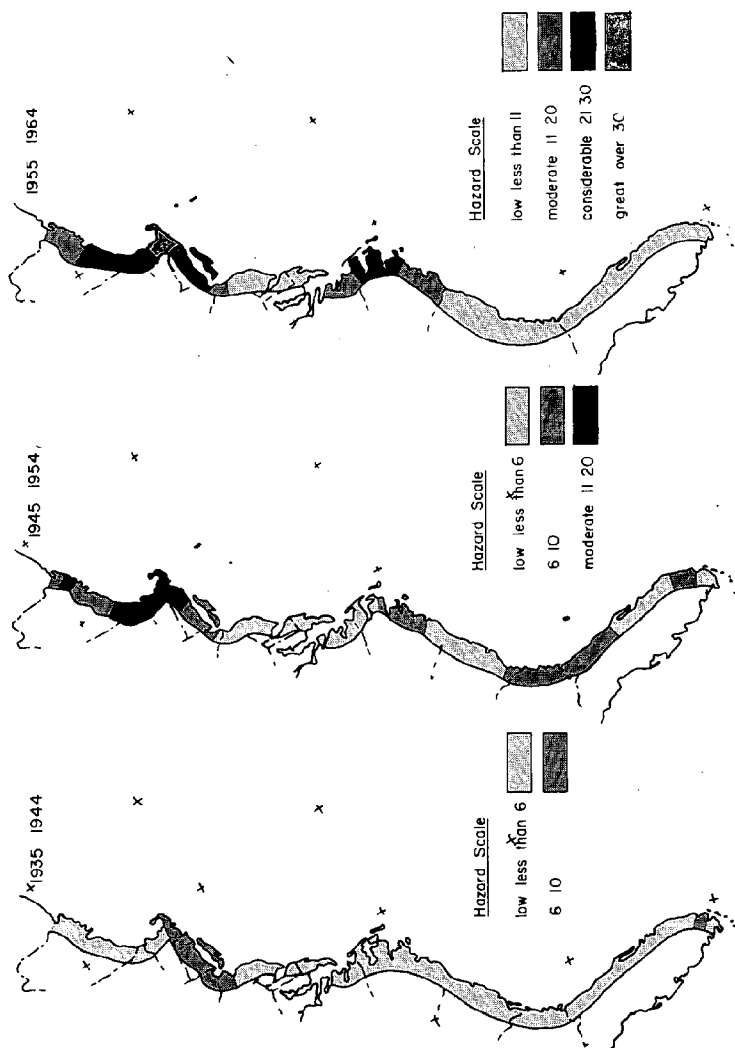 1935 1944
Hazard Scale
low less than 6
6 10
1945 1954
Hazard Scale
low less than 6
6 10
moderate 11 20
1955 1964
Hazard Scale
low less than 11
moderate 11 20
considerable 21 30
great over 30